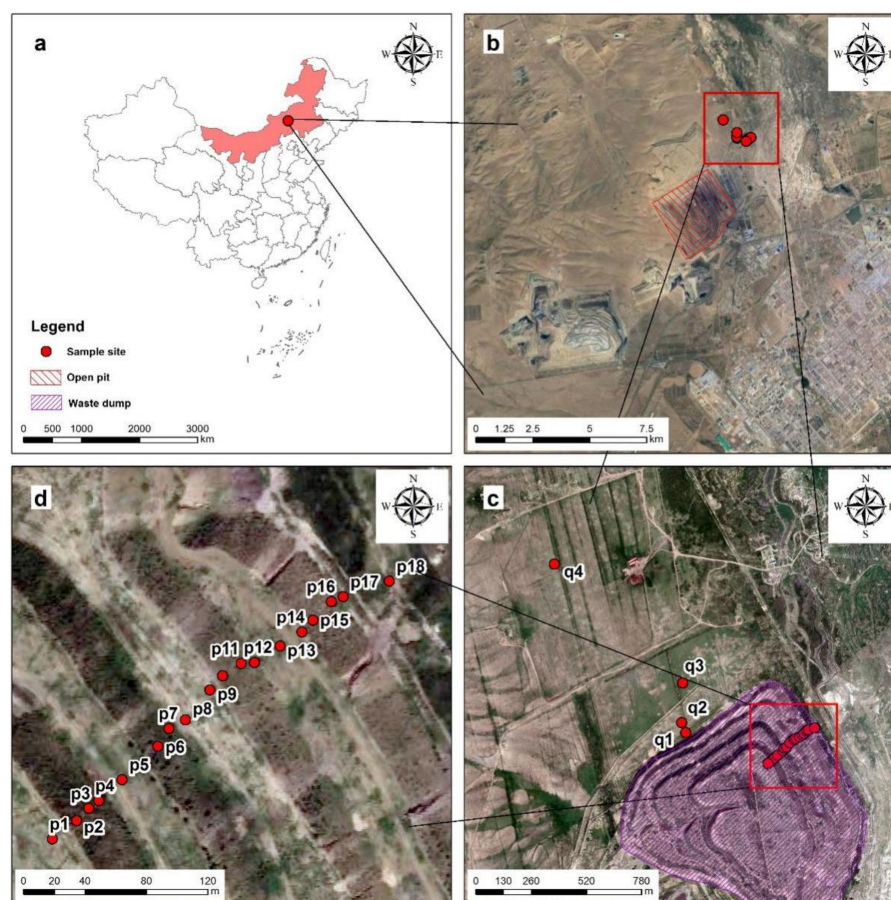 a
N
W E
S
Legend
Sample site
Open pit
Waste dump
0 500 1000 2000 3000
km
b
N
W E
S
0 1.25 2.5 5 7.5
km
d
N
W E
S
p18
p17
p16
p15
p14
p13
p12
p11
p9
p8
p7
p6
p5
p4
p3
p2
p1
0 20 40 80 120
m
c
N
W E
S
q4
q3
q2
q1
0 130 260 520 780
m